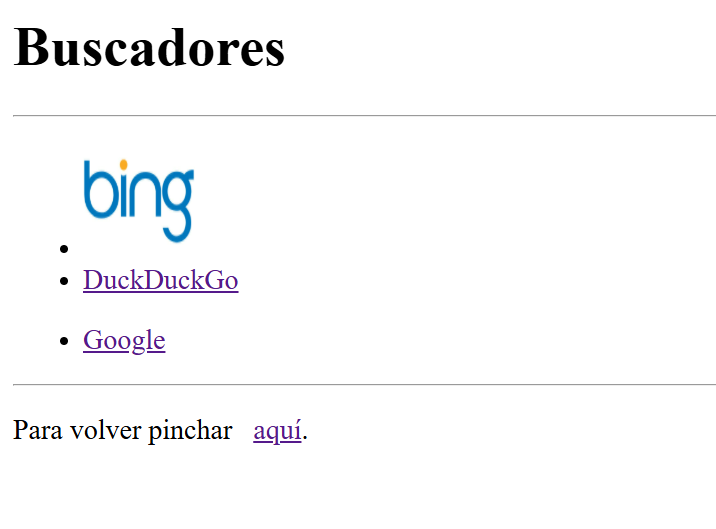 Buscadores
bing
DuckDuckGo
Google
Para volver pinchar aquí.